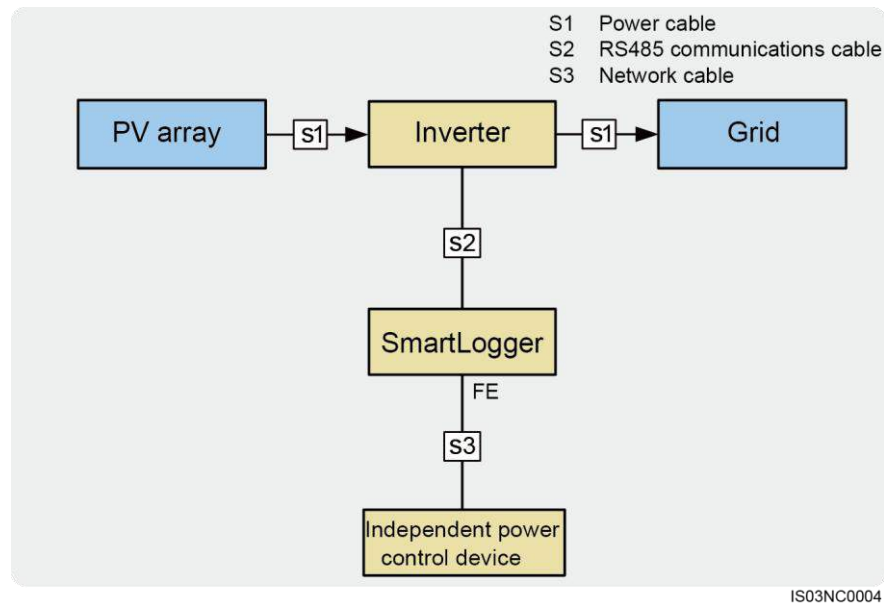 S1 Power cable
S2 RS485 communications cable
S3 Network cable
PV array
s1
Inverter
s1
Grid
s2
SmartLogger
FE
s3
Independent power
control device
IS03NC0004